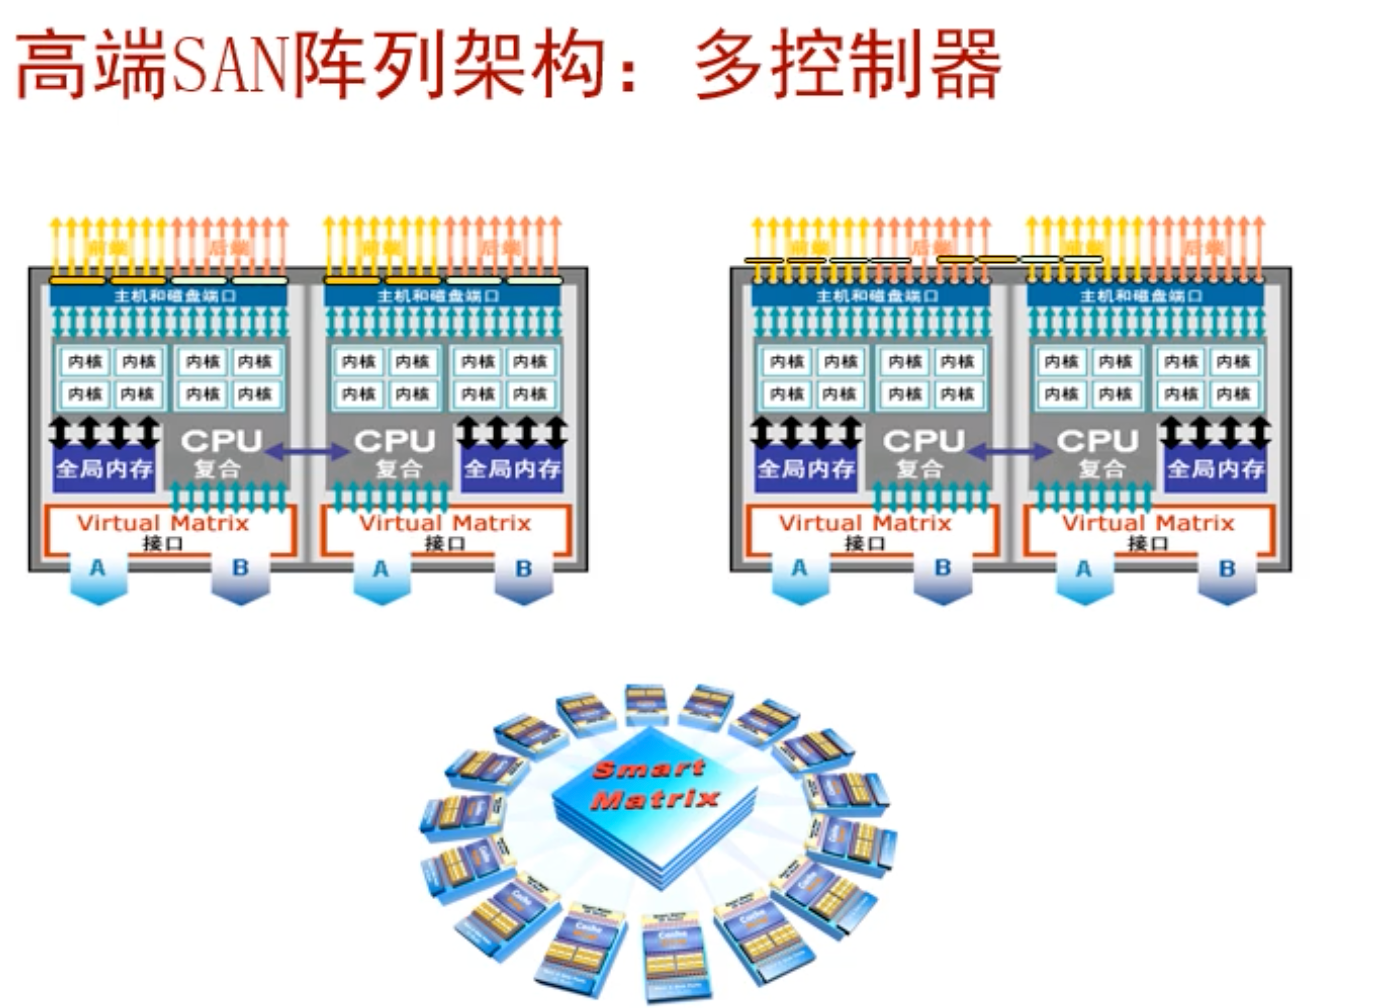 高端SAN阵列架构：多控制器
前端 后端 前端 后端
主机和磁盘端口 主机和磁盘端口
内核 内核 内核 内核 内核 内核 内核 内核
内核 内核 内核 内核 内核 内核 内核 内核
CPU CPU
全局内存 复合 复合 全局内存
Virtual Matrix Virtual Matrix
接口 接口
A B A B
前端 后端 前端 后端
主机和磁盘端口 主机和磁盘端口
内核 内核 内核 内核 内核 内核 内核 内核
内核 内核 内核 内核 内核 内核 内核 内核
CPU CPU
全局内存 复合 复合 全局内存
Virtual Matrix Virtual Matrix
接口 接口
A B A B
Smart
Matrix
Cache
Cache
Cache
Cache